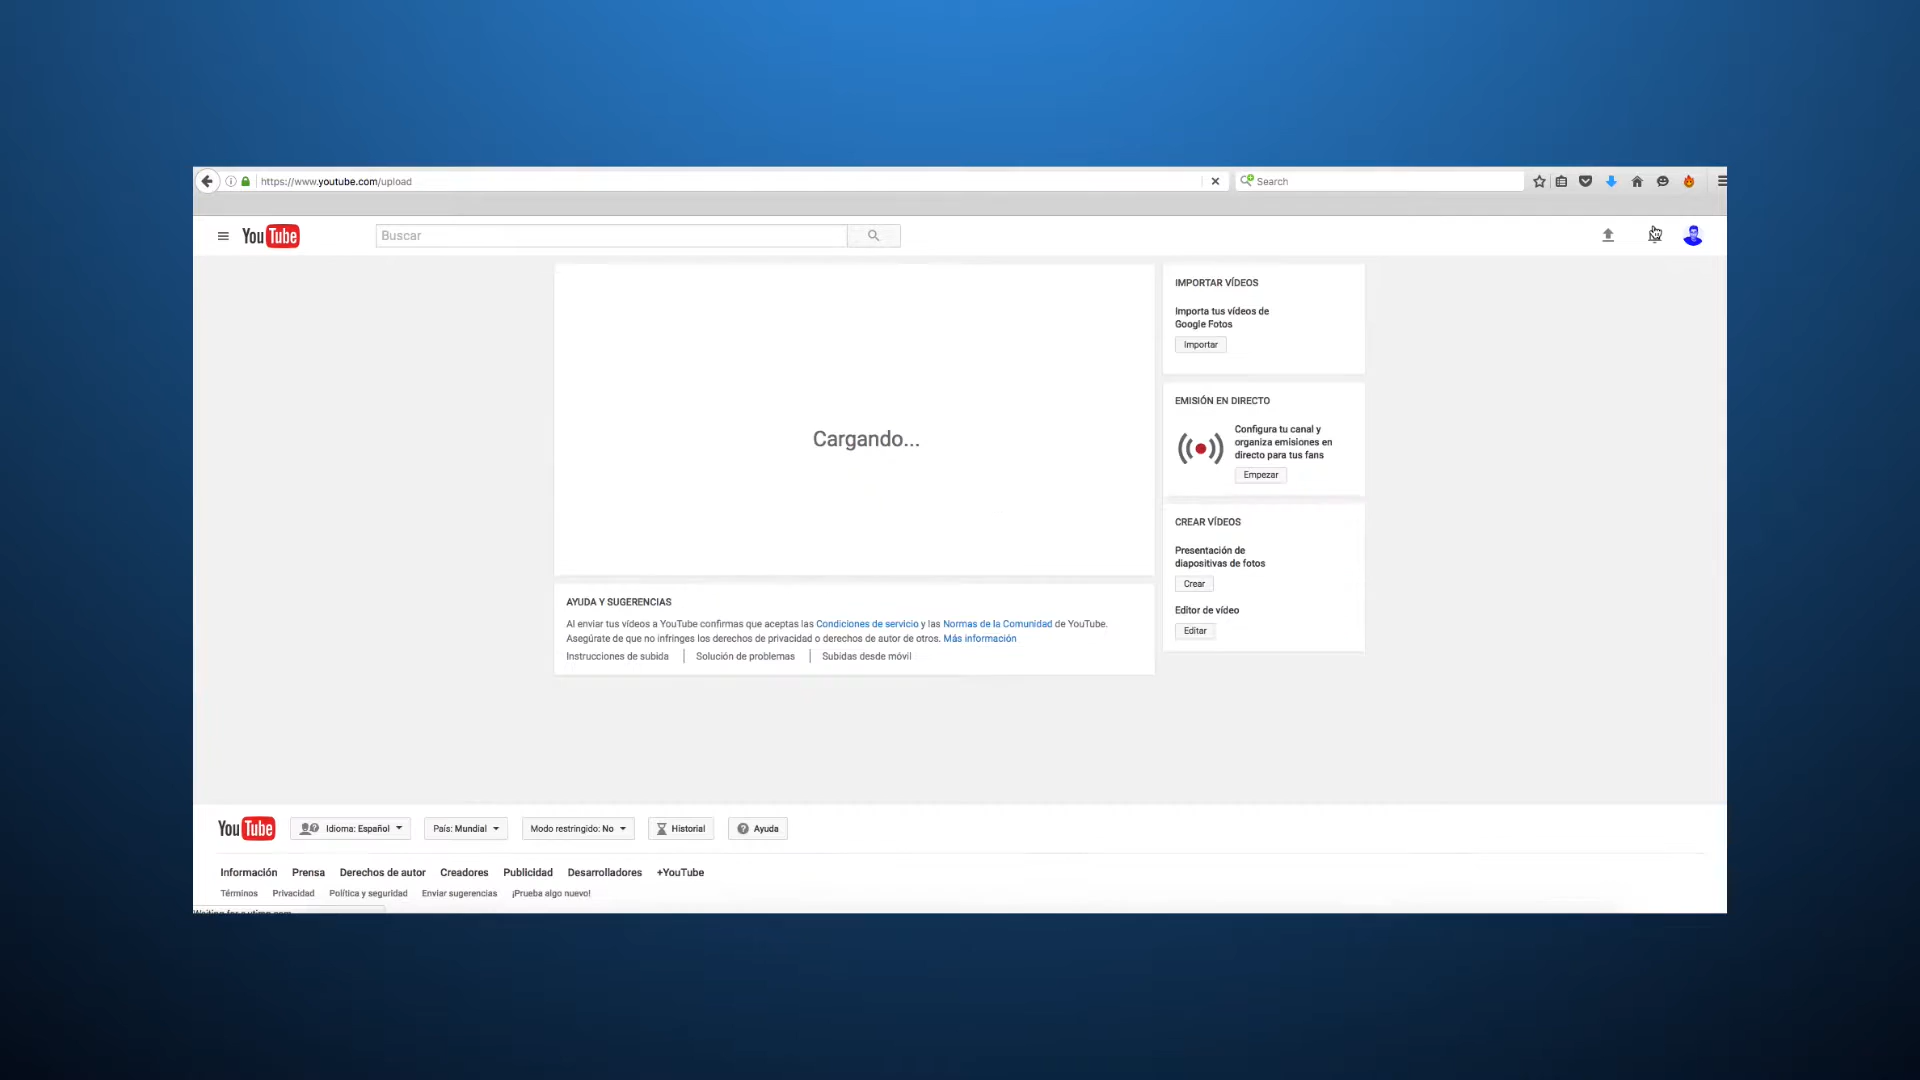 https://www.youtube.com/upload
Search
YouTube
Buscar
Cargando...
IMPORTAR VÍDEOS
Importa tus vídeos de
Google Fotos
Importar
EMISIÓN EN DIRECTO
Configura tu canal y
organiza emisiones en
directo para tus fans
Empezar
CREAR VÍDEOS
Presentación de
diapositivas de fotos
Crear
Editor de vídeo
Editar
AYUDA Y SUGERENCIAS
Al enviar tus vídeos a YouTube confirmas que aceptas las Condiciones de servicio y las Normas de la Comunidad de YouTube.
Asegúrate de que no infringes los derechos de privacidad o derechos de autor de otros. Más información
Instrucciones de subida Solución de problemas Subidas desde móvil
YouTube Idioma: Español País: Mundial Modo restringido: No Historial Ayuda
Información Prensa Derechos de autor Creadores Publicidad Desarrolladores +YouTube
Términos Privacidad Política y seguridad Enviar sugerencias ¡Prueba algo nuevo!